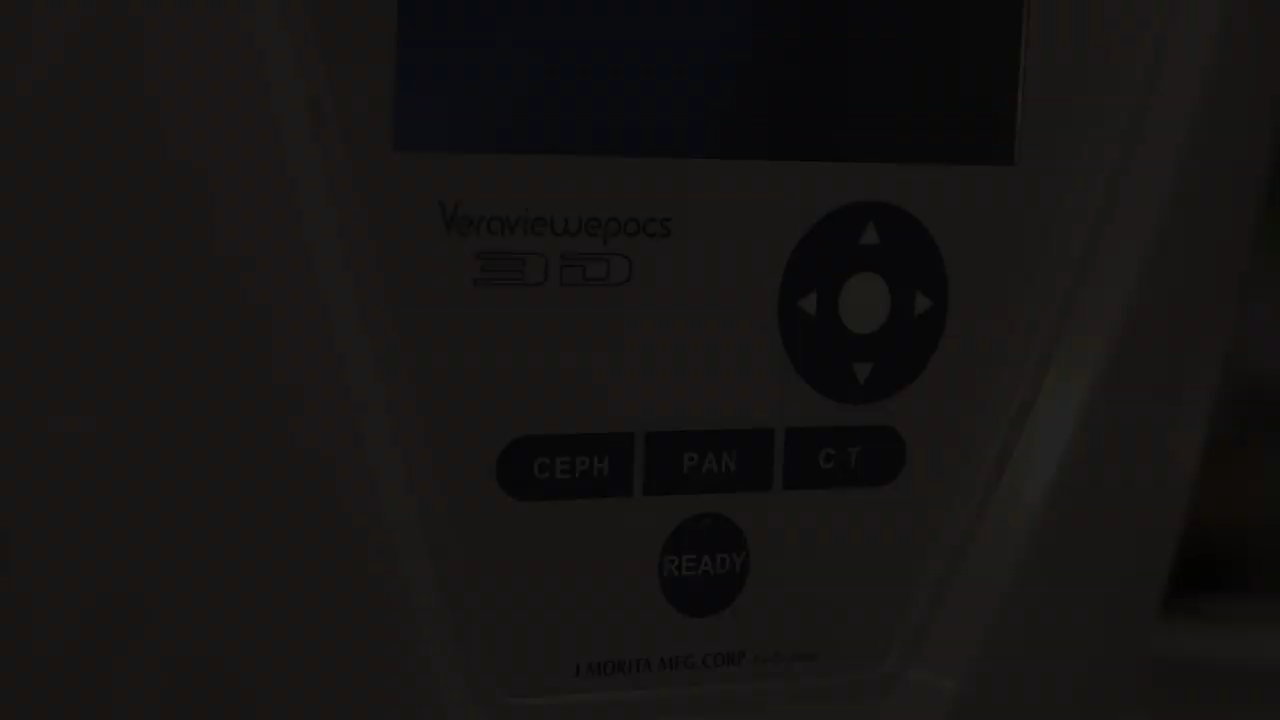 Veraviewepocs
3D
CEPH PAN CT
READY
J.MORITA MFG. CORP.